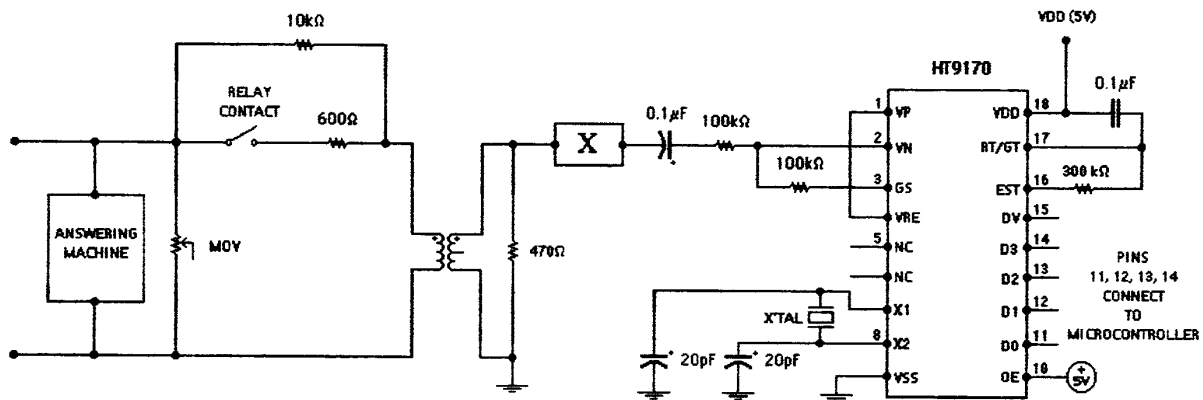 10kΩ
RELAY
CONTACT
600Ω
ANSWERING
MACHINE
MOV
470Ω
X
0.1µF
100kΩ
100kΩ
X'TAL
20pF
20pF
HT9170
1 VP
2 VN
3 GS
VRE
5 NC
NC
X1
8 X2
VSS
VDD 18
RT/GT 17
EST 16
DV 15
D3 14
D2 13
D1 12
D0 11
OE 10
VDD (5V)
0.1µF
300kΩ
PINS
11, 12, 13, 14
CONNECT
TO
MICROCONTROLLER
+
5V